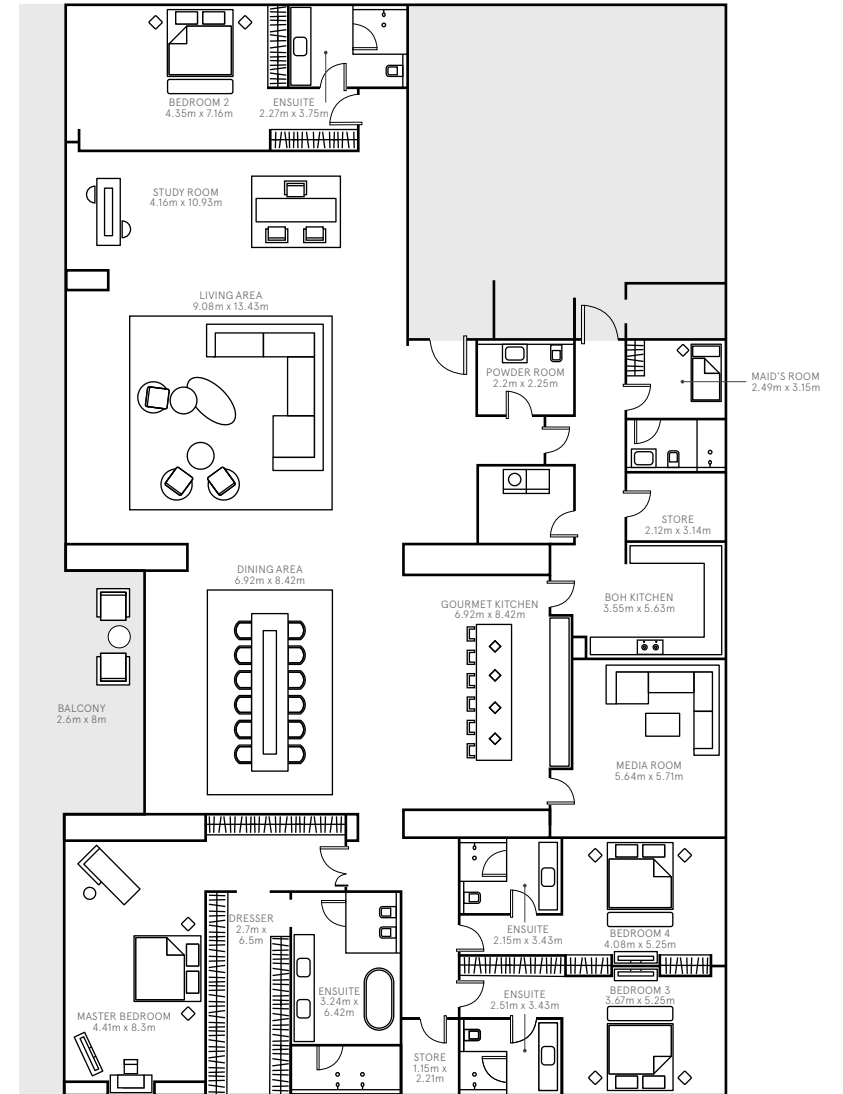 BEDROOM 2
4.35m x 7.16m
ENSUITE
2.27m x 3.75m
STUDY ROOM
4.16m x 10.93m
LIVING AREA
9.08m x 13.43m
POWDER ROOM
2.2m x 2.25m
MAID'S ROOM
2.49m x 3.15m
STORE
2.12m x 3.14m
DINING AREA
6.92m x 8.42m
GOURMET KITCHEN
6.92m x 8.42m
BOH KITCHEN
3.55m x 5.63m
BALCONY
2.6m x 8m
MEDIA ROOM
5.64m x 5.71m
DRESSER
2.7m x
6.5m
ENSUITE
2.15m x 3.43m
BEDROOM 4
4.08m x 5.25m
MASTER BEDROOM
4.41m x 8.3m
ENSUITE
3.24m x
6.42m
ENSUITE
2.51m x 3.43m
BEDROOM 3
3.67m x 5.25m
STORE
1.15m x
2.21m